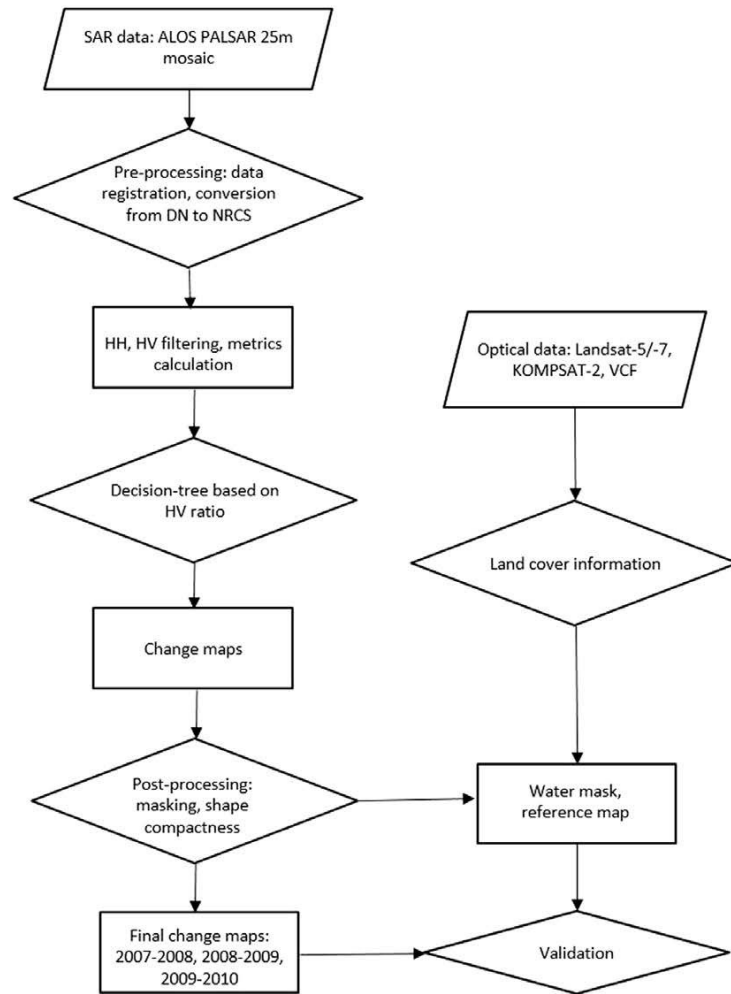 SAR data: ALOS PALSAR 25m
mosaic
Pre-processing: data
registration, conversion
from DN to NRCS
HH, HV filtering, metrics
calculation
Decision-tree based on
HV ratio
Change maps
Post-processing:
masking, shape
compactness
Final change maps:
2007-2008, 2008-2009,
2009-2010
Optical data: Landsat-5/-7,
KOMPSAT-2, VCF
Land cover information
Water mask,
reference map
Validation